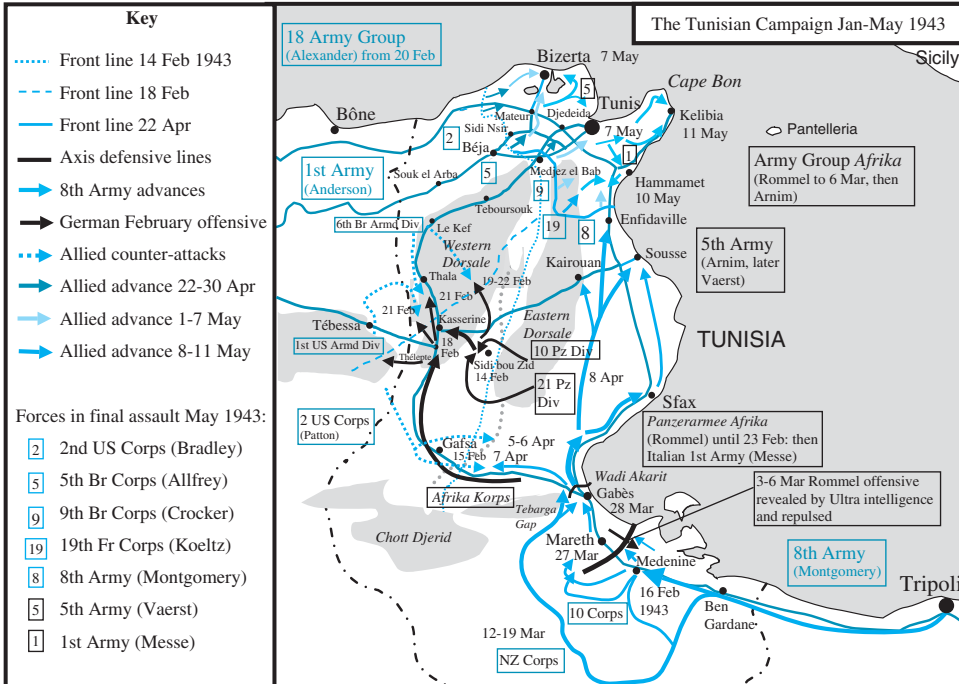 Key
Front line 14 Feb 1943
Front line 18 Feb
Front line 22 Apr
Axis defensive lines
8th Army advances
German February offensive
Allied counter-attacks
Allied advance 22-30 Apr
Allied advance 1-7 May
Allied advance 8-11 May
Forces in final assault May 1943:
2 2nd US Corps (Bradley)
5 5th Br Corps (Allfrey)
9 9th Br Corps (Crocker)
19 19th Fr Corps (Koeltz)
8 8th Army (Montgomery)
5 5th Army (Vaerst)
1 1st Army (Messe)
The Tunisian Campaign Jan-May 1943
18 Army Group
(Alexander) from 20 Feb
Bizerta
7 May
Sicily
Cape Bon
5
Bône
Mateur
Djedeida
Tunis
Kelibia
11 May
Sidi Nsir
2
7 May
Pantelleria
Béja
1
1st Army
(Anderson)
5
Medjez el Bab
Souk el Arba
9
Hammamet
10 May
Army Group Afrika
(Rommel to 6 Mar, then
Arnim)
Teboursouk
6th Br Armd Div
Le Kef
19
8
Enfidaville
Western
Dorsale
Kairouan
Sousse
5th Army
(Arnim, later
Vaerst)
Thala
19-22 Feb
21 Feb
21 Feb
Kasserine
Eastern
Dorsale
Tébessa
TUNISIA
1st US Armd Div
Thélepte
18
Feb
10 Pz Div
Sidi bou Zid
14 Feb
21 Pz
Div
8 Apr
Sfax
2 US Corps
(Patton)
Panzerarmee Afrika
(Rommel) until 23 Feb: then
Italian 1st Army (Messe)
Gafsa
15 Feb
5-6 Apr
7 Apr
Wadi Akarit
Afrika Korps
Tebarga
Gap
Gabès
28 Mar
3-6 Mar Rommel offensive
revealed by Ultra intelligence
and repulsed
Chott Djerid
Mareth
27 Mar
Medenine
8th Army
(Montgomery)
16 Feb
1943
Tripoli
10 Corps
Ben
Gardane
12-19 Mar
NZ Corps